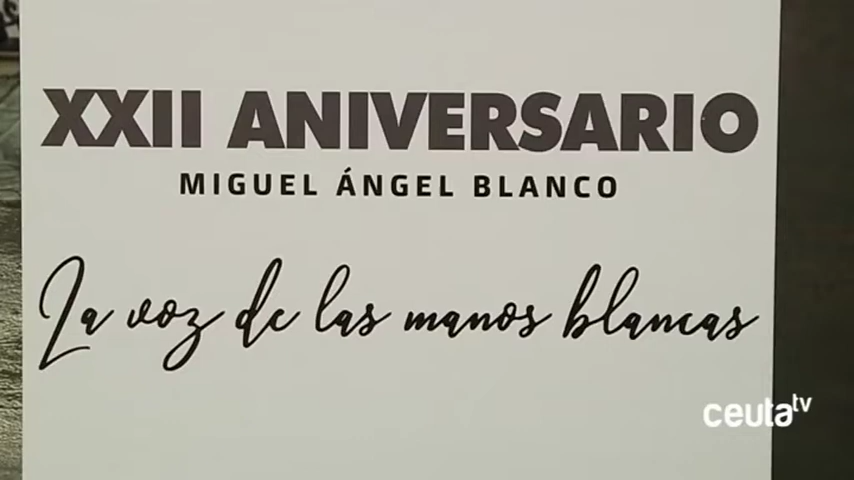 XXII ANIVERSARIO
MIGUEL ÁNGEL BLANCO
La voz de las manos blancas
ceuta tv